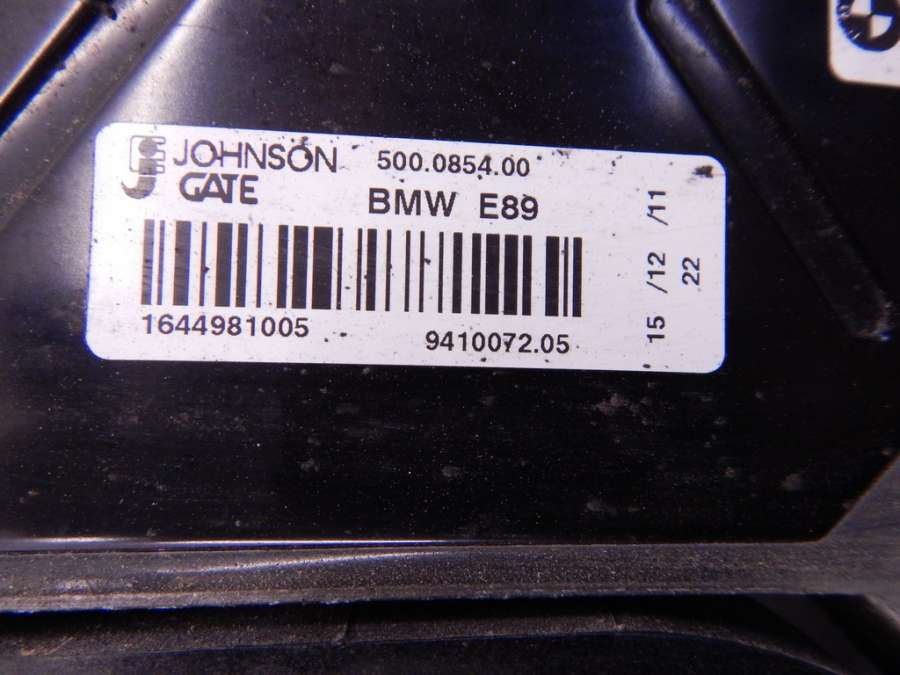 JOHNSON 500.0854.00
GATE BMW E89
1644981005
9410072.05
15 /12 /11
22